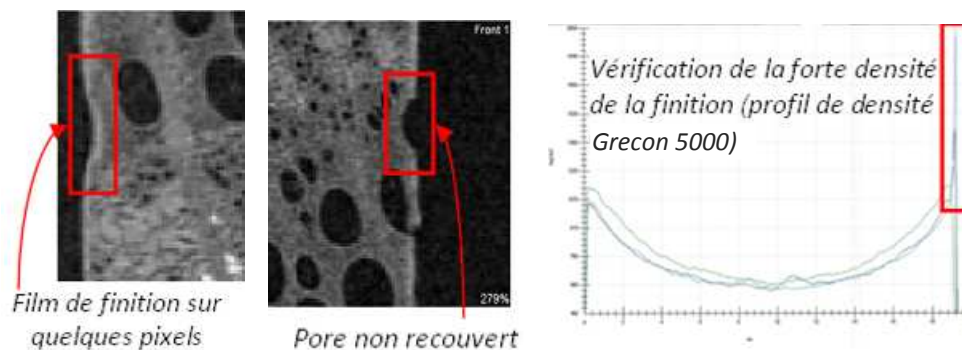 Front 1
279%
Film de finition sur
quelques pixels
Pore non recouvert
Vérification de la forte densité
de la finition (profil de densité
Grecon 5000)